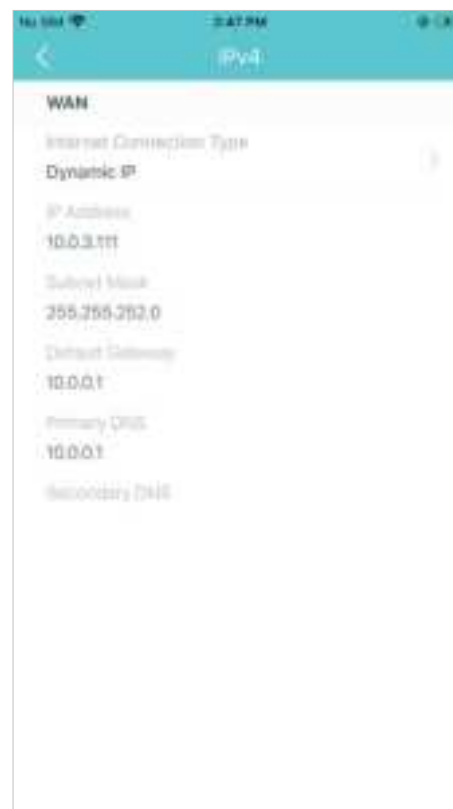 No SIM 3:47 PM
IPv4
WAN
Internet Connection Type
Dynamic IP
IP Address
10.0.3.111
Subnet Mask
255.255.252.0
Default Gateway
10.0.0.1
Primary DNS
10.0.0.1
Secondary DNS